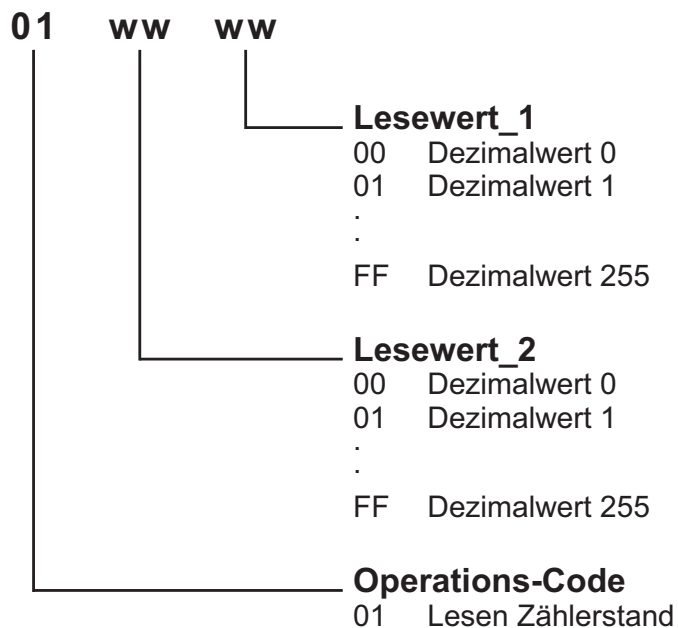 01 ww ww
Lesewert_1
00 Dezimalwert 0
01 Dezimalwert 1
.
.
FF Dezimalwert 255
Lesewert_2
00 Dezimalwert 0
01 Dezimalwert 1
.
.
FF Dezimalwert 255
Operations-Code
01 Lesen Zählerstand